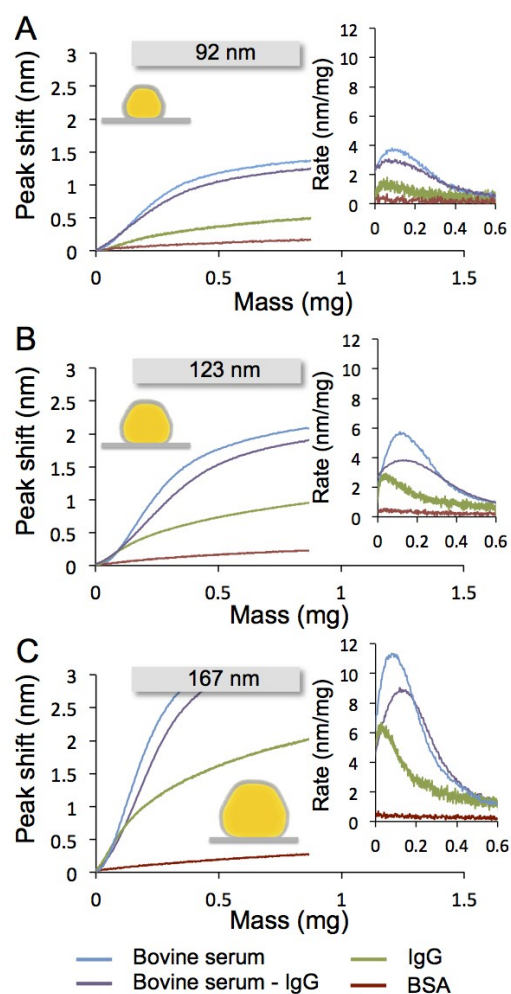 A
92 nm
Peak shift (nm)
3
2.5
2
1.5
1
0.5
0
0 0.5 1 1.5
Mass (mg)
Rate (nm/mg)
12
10
8
6
4
2
0
0 0.2 0.4 0.6
B
123 nm
Peak shift (nm)
3
2.5
2
1.5
1
0.5
0
0 0.5 1 1.5
Mass (mg)
Rate (nm/mg)
12
10
8
6
4
2
0
0 0.2 0.4 0.6
C
167 nm
Peak shift (nm)
3
2.5
2
1.5
1
0.5
0
0 0.5 1 1.5
Mass (mg)
Rate (nm/mg)
12
10
8
6
4
2
0
0 0.2 0.4 0.6
Bovine serum
IgG
Bovine serum - IgG
BSA